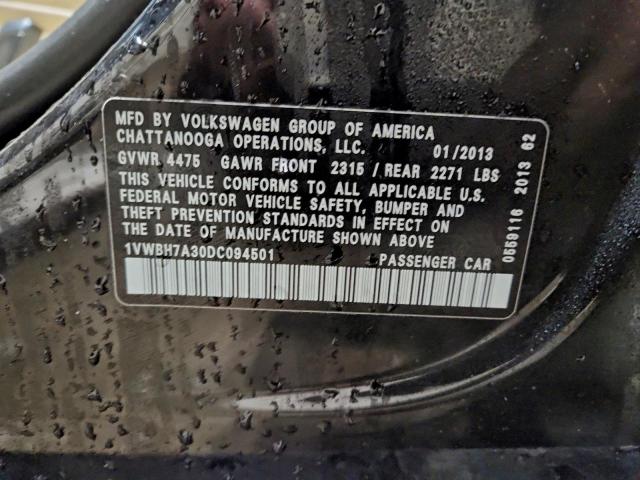 MFD BY VOLKSWAGEN GROUP OF AMERICA
CHATTANOOGA OPERATIONS, LLC. 01/2013
GVWR 4475 GAWR FRONT 2315 / REAR 2271 LBS
THIS VEHICLE CONFORMS TO ALL APPLICABLE U.S.
FEDERAL MOTOR VEHICLE SAFETY, BUMPER AND
THEFT PREVENTION STANDARDS IN EFFECT ON
THE DATE OF MANUFACTURE SHOWN ABOVE
1VWBH7A30DC094501 PASSENGER CAR
0559116 2013 62